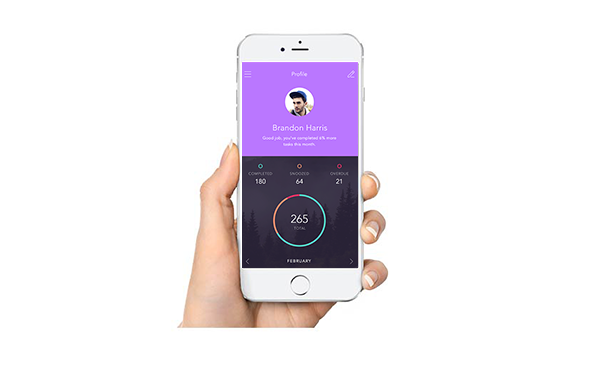 Profile
Brandon Harris
Good job, you've completed 6% more
tasks this month
COMPLETED
SNOOZED
OVERDUE
180
64
21
265
TOTAL
FEBRUARY